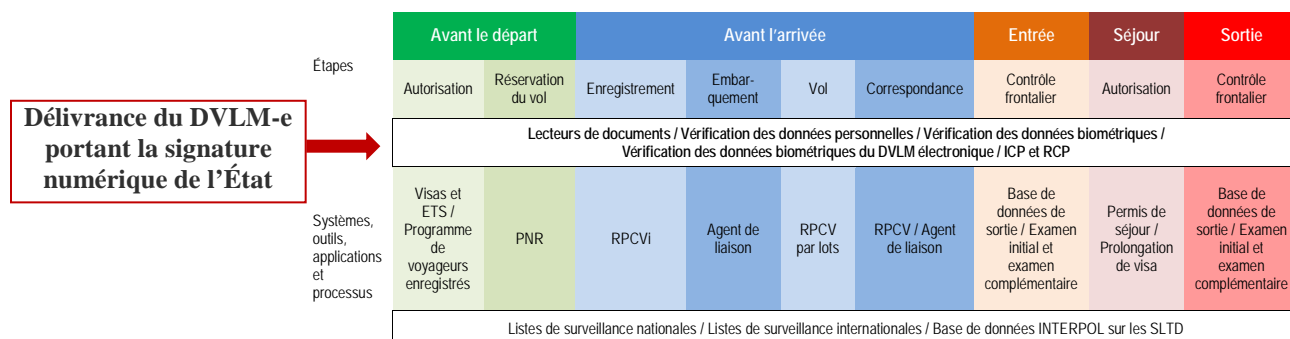 Avant le départ
Avant l'arrivée
Entrée
Séjour
Sortie
Étapes
Autorisation
Réservation
du vol
Enregistrement
Embar-
quement
Vol
Correspondance
Contrôle
frontalier
Autorisation
Contrôle
frontalier
Délivrance du DVLM-e
portant la signature
numérique de l'État
Lecteurs de documents / Vérification des données personnelles / Vérification des données biométriques /
Vérification des données biométriques du DVLM électronique / ICP et RCP
Systèmes,
outils,
applications
et
processus
Visas et
ETS /
Programme
de
voyageurs
enregistrés
PNR
RPCVi
Agent de
liaison
RPCV
par lots
RPCV / Agent
de liaison
Base de
données de
sortie / Examen
initial et
examen
complémentaire
Permis de
séjour /
Prolongation
de visa
Base de
données de
sortie / Examen
initial et
examen
complémentaire
Listes de surveillance nationales / Listes de surveillance internationales / Base de données INTERPOL sur les SLTD